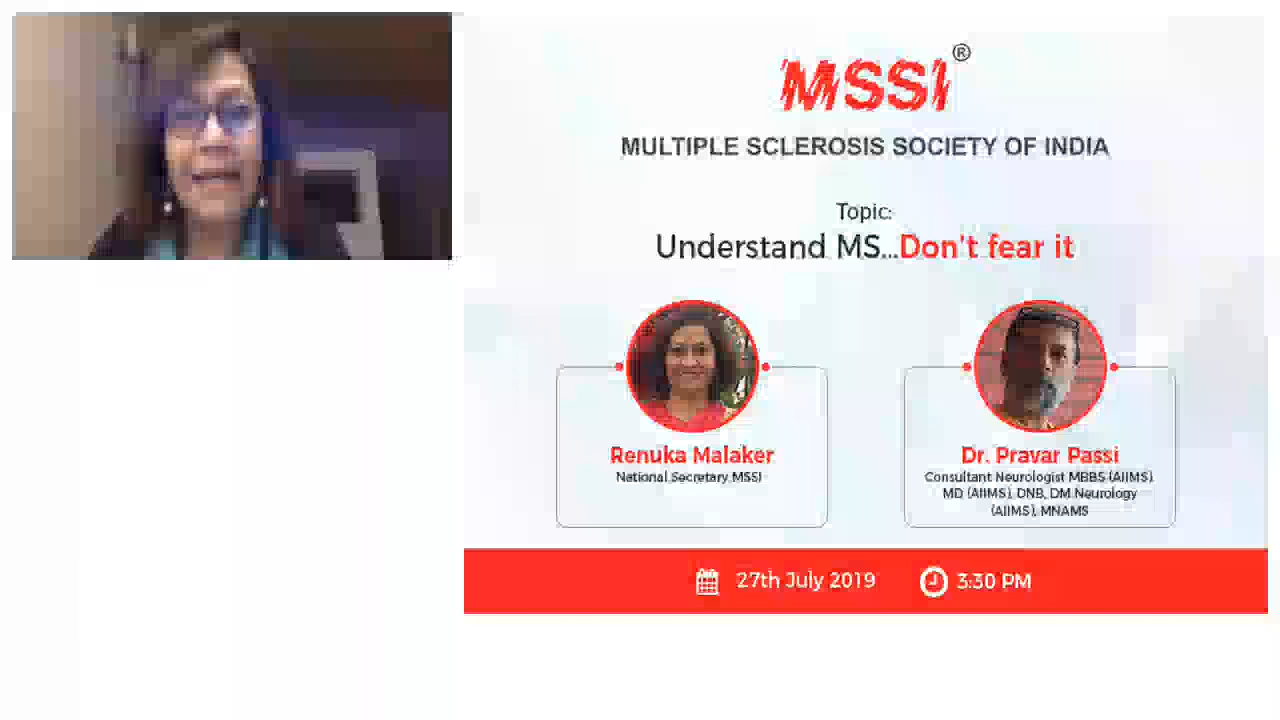 MSSI®
MULTIPLE SCLEROSIS SOCIETY OF INDIA
Topic:
Understand MS...Don't fear it
Renuka Malaker
National Secretary MSSI
Dr. Pravar Passi
Consultant Neurologist MBBS (AIIMS)
MD (AIIMS), DNB, DM Neurology
(AIIMS), MNAMS
27th July 2019
3:30 PM